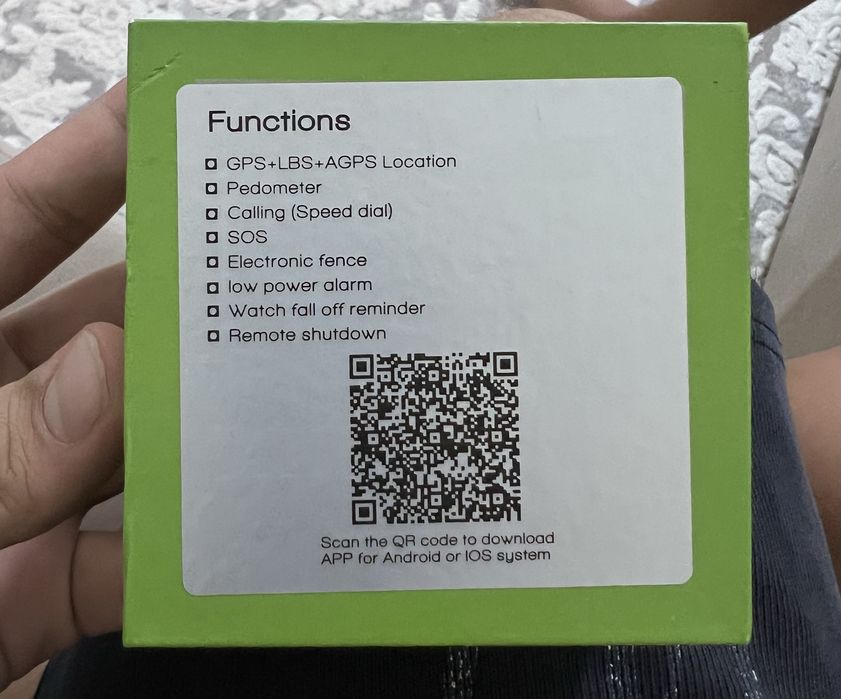 Functions
GPS+LBS+AGPS Location
Pedometer
Calling (Speed dial)
SOS
Electronic fence
low power alarm
Watch fall off reminder
Remote shutdown
Scan the QR code to download
APP for Android or IOS system